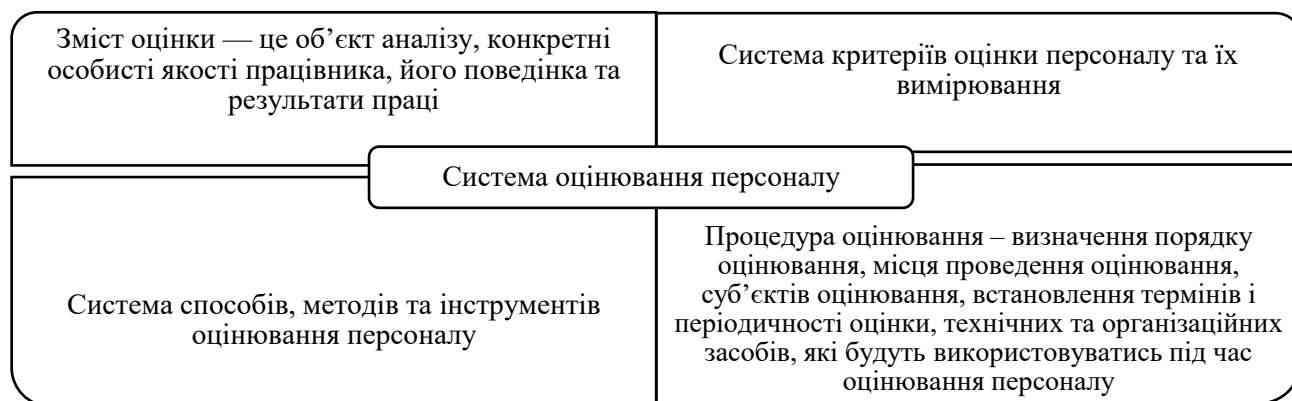 Зміст оцінки — це об’єкт аналізу, конкретні
особисті якості працівника, його поведінка та
результати праці
Система критеріїв оцінки персоналу та їх
вимірювання
Система оцінювання персоналу
Система способів, методів та інструментів
оцінювання персоналу
Процедура оцінювання – визначення порядку
оцінювання, місця проведення оцінювання,
суб’єктів оцінювання, встановлення термінів і
періодичності оцінки, технічних та організаційних
засобів, які будуть використовуватись під час
оцінювання персоналу